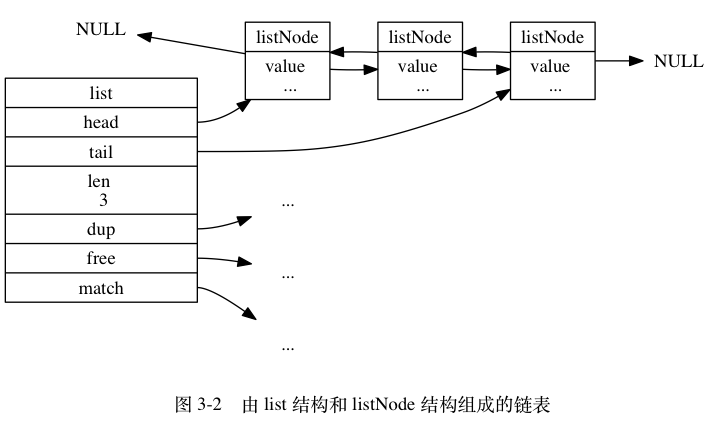 NULL
listNode
value
...
listNode
value
...
listNode
value
...
NULL
list
head
tail
len
3
dup
free
match
...
...
...
图 3-2 由 list 结构和 listNode 结构组成的链表